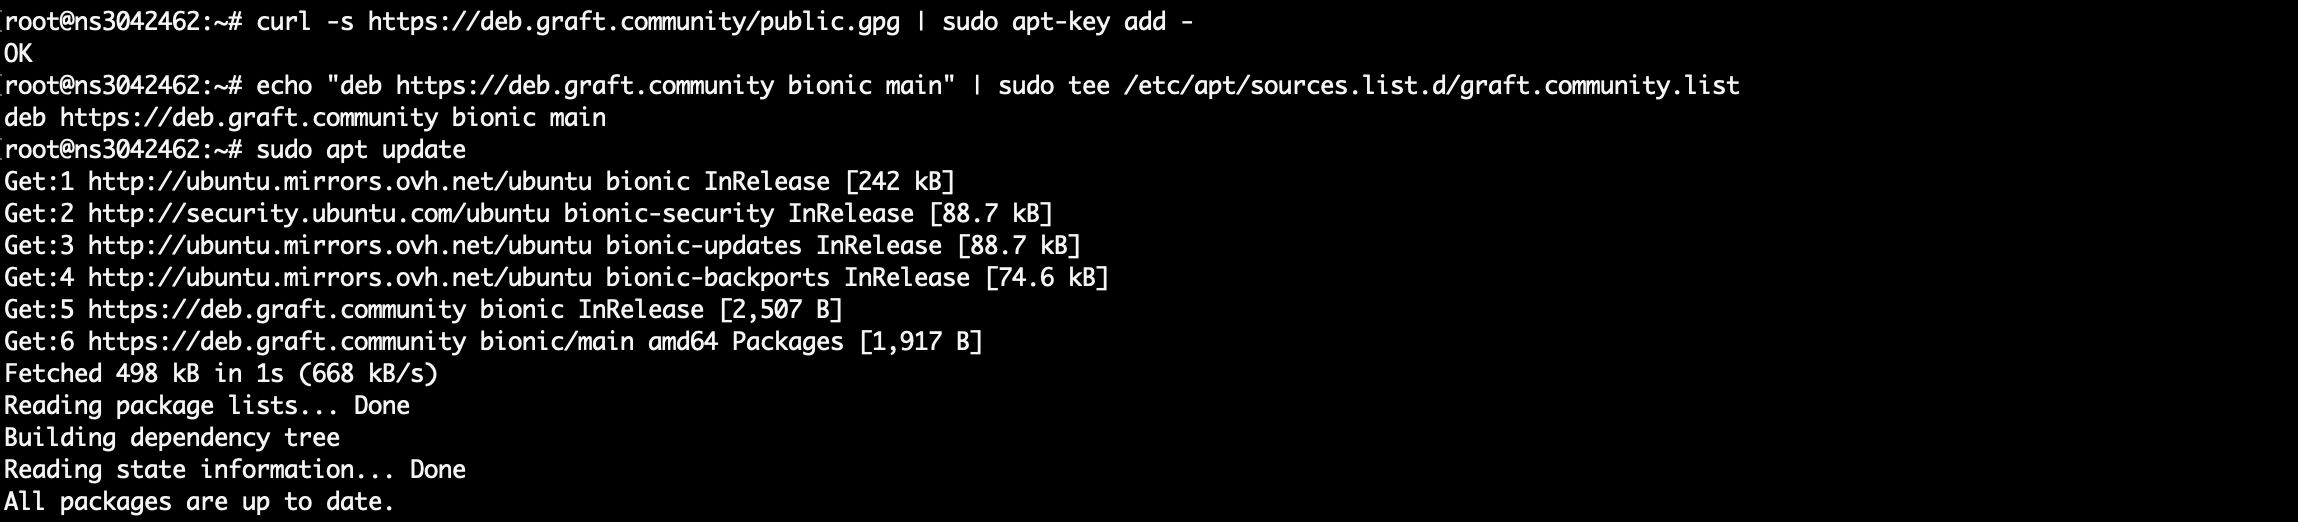 root@ns3042462:~# curl -s https://deb.graft.community/public.gpg | sudo apt-key add -
OK
root@ns3042462:~# echo "deb https://deb.graft.community bionic main" | sudo tee /etc/apt/sources.list.d/graft.community.list
deb https://deb.graft.community bionic main
root@ns3042462:~# sudo apt update
Get:1 http://ubuntu.mirrors.ovh.net/ubuntu bionic InRelease [242 kB]
Get:2 http://security.ubuntu.com/ubuntu bionic-security InRelease [88.7 kB]
Get:3 http://ubuntu.mirrors.ovh.net/ubuntu bionic-updates InRelease [88.7 kB]
Get:4 http://ubuntu.mirrors.ovh.net/ubuntu bionic-backports InRelease [74.6 kB]
Get:5 https://deb.graft.community bionic InRelease [2,507 B]
Get:6 https://deb.graft.community bionic/main amd64 Packages [1,917 B]
Fetched 498 kB in 1s (668 kB/s)
Reading package lists... Done
Building dependency tree
Reading state information... Done
All packages are up to date.